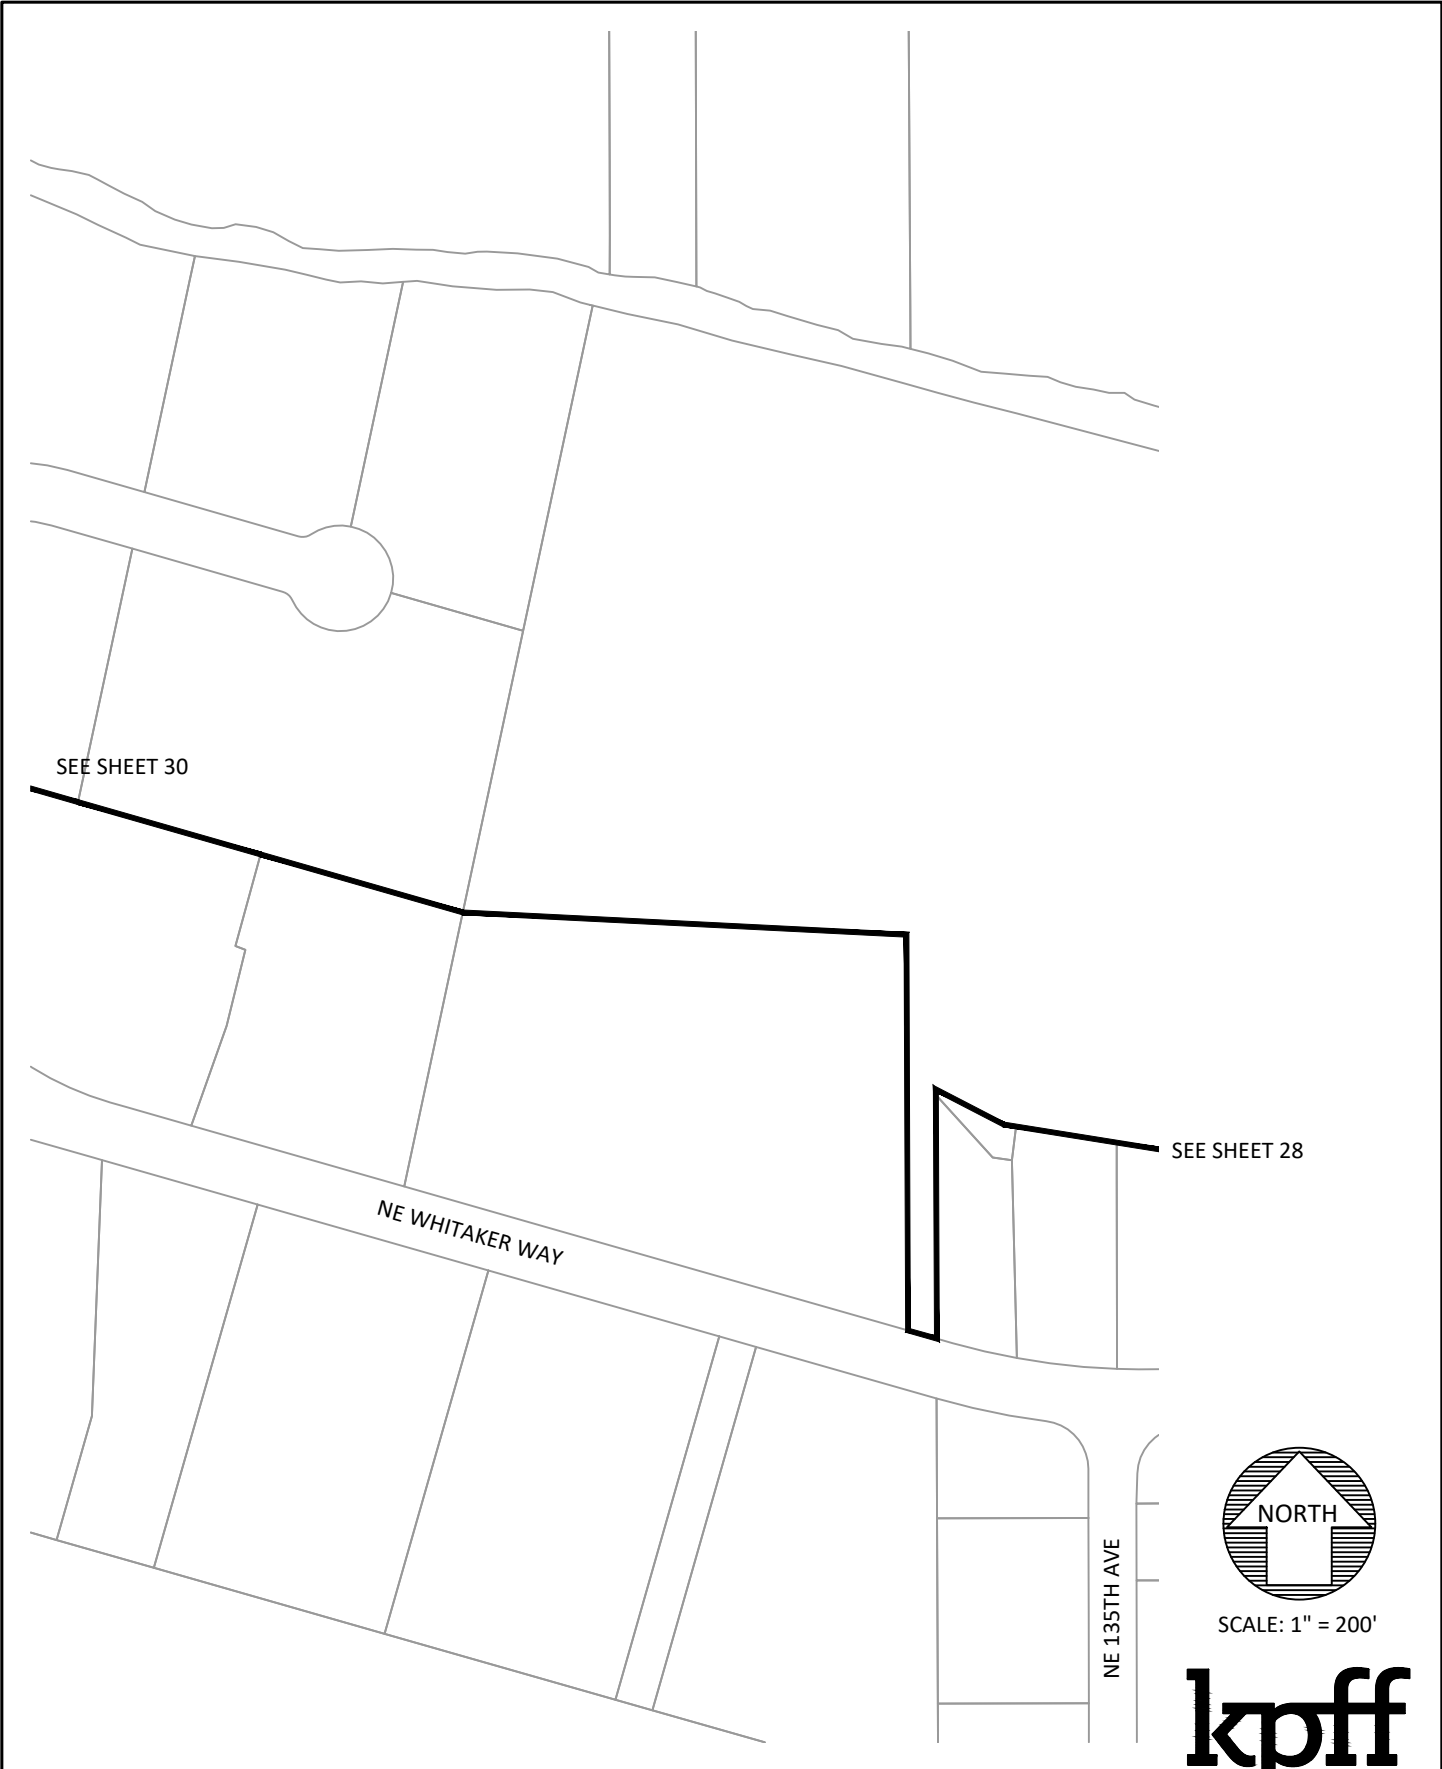 SEE SHEET 30
SEE SHEET 28
NE WHITAKER WAY
NE 135TH AVE
NORTH
SCALE: 1" = 200'
kpff